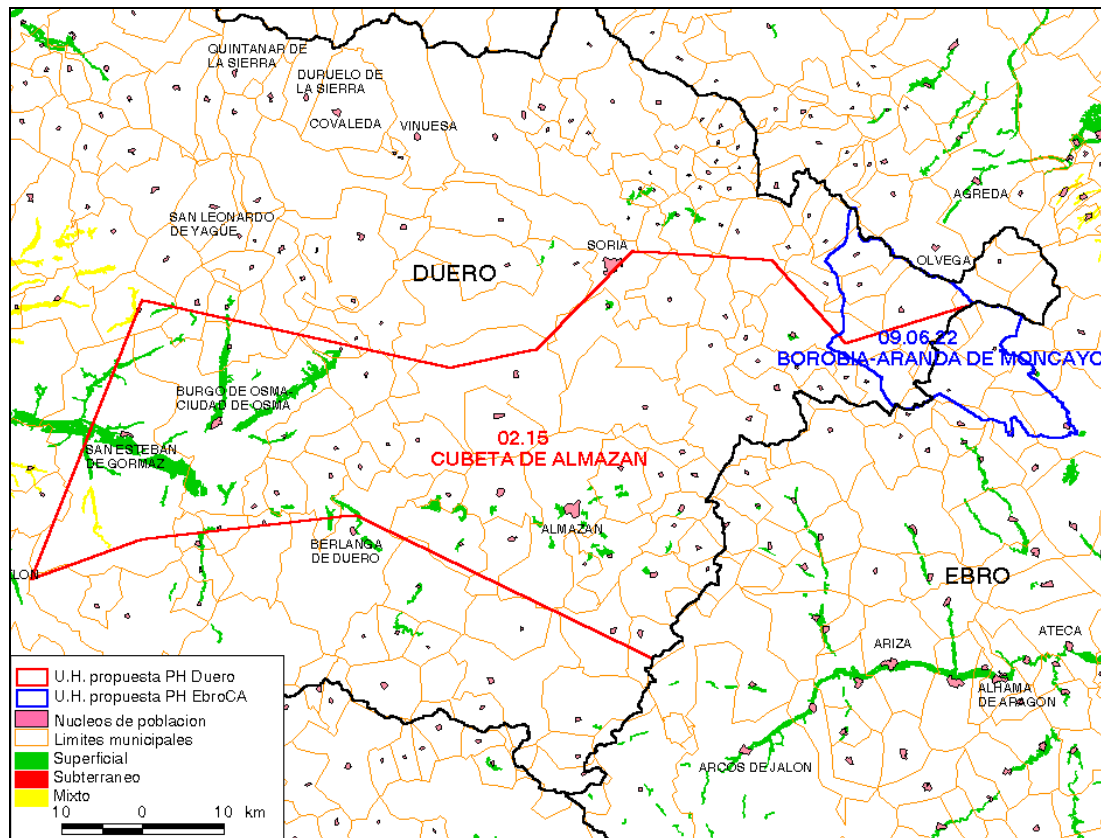 QUINTANAR DE
LA SIERRA
DURUELO DE
LA SIERRA
COVALEDA
VINUESA
AGREDA
SAN LEONARDO
DE YAGÜE
SORIA
DUERO
OLVEGA
09.06.22
BOROBIA-ARANDA DE MONCAYO
BURGO DE OSMA-
CIUDAD DE OSMA
02.15
CUBETA DE ALMAZAN
SAN ESTEBAN
DE GORMAZ
ALMAZAN
BERLANGA
DE DUERO
LON
EBRO
ATECA
ARIZA
ALHAMA
DE ARAGON
ARCOS DE JALON
U.H. propuesta PH Duero
U.H. propuesta PH EbroCA
Nucleos de poblacion
Limites municipales
Superficial
Subterraneo
Mixto
10 0 10 km